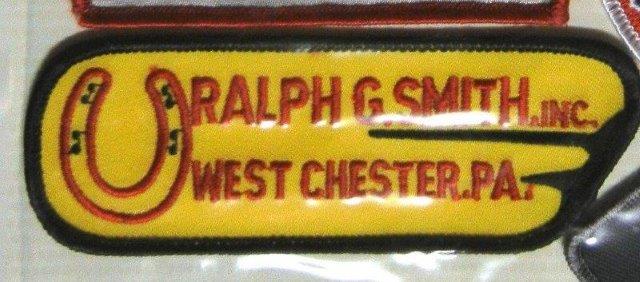 RALPH G. SMITH, INC.
WEST CHESTER, PA.